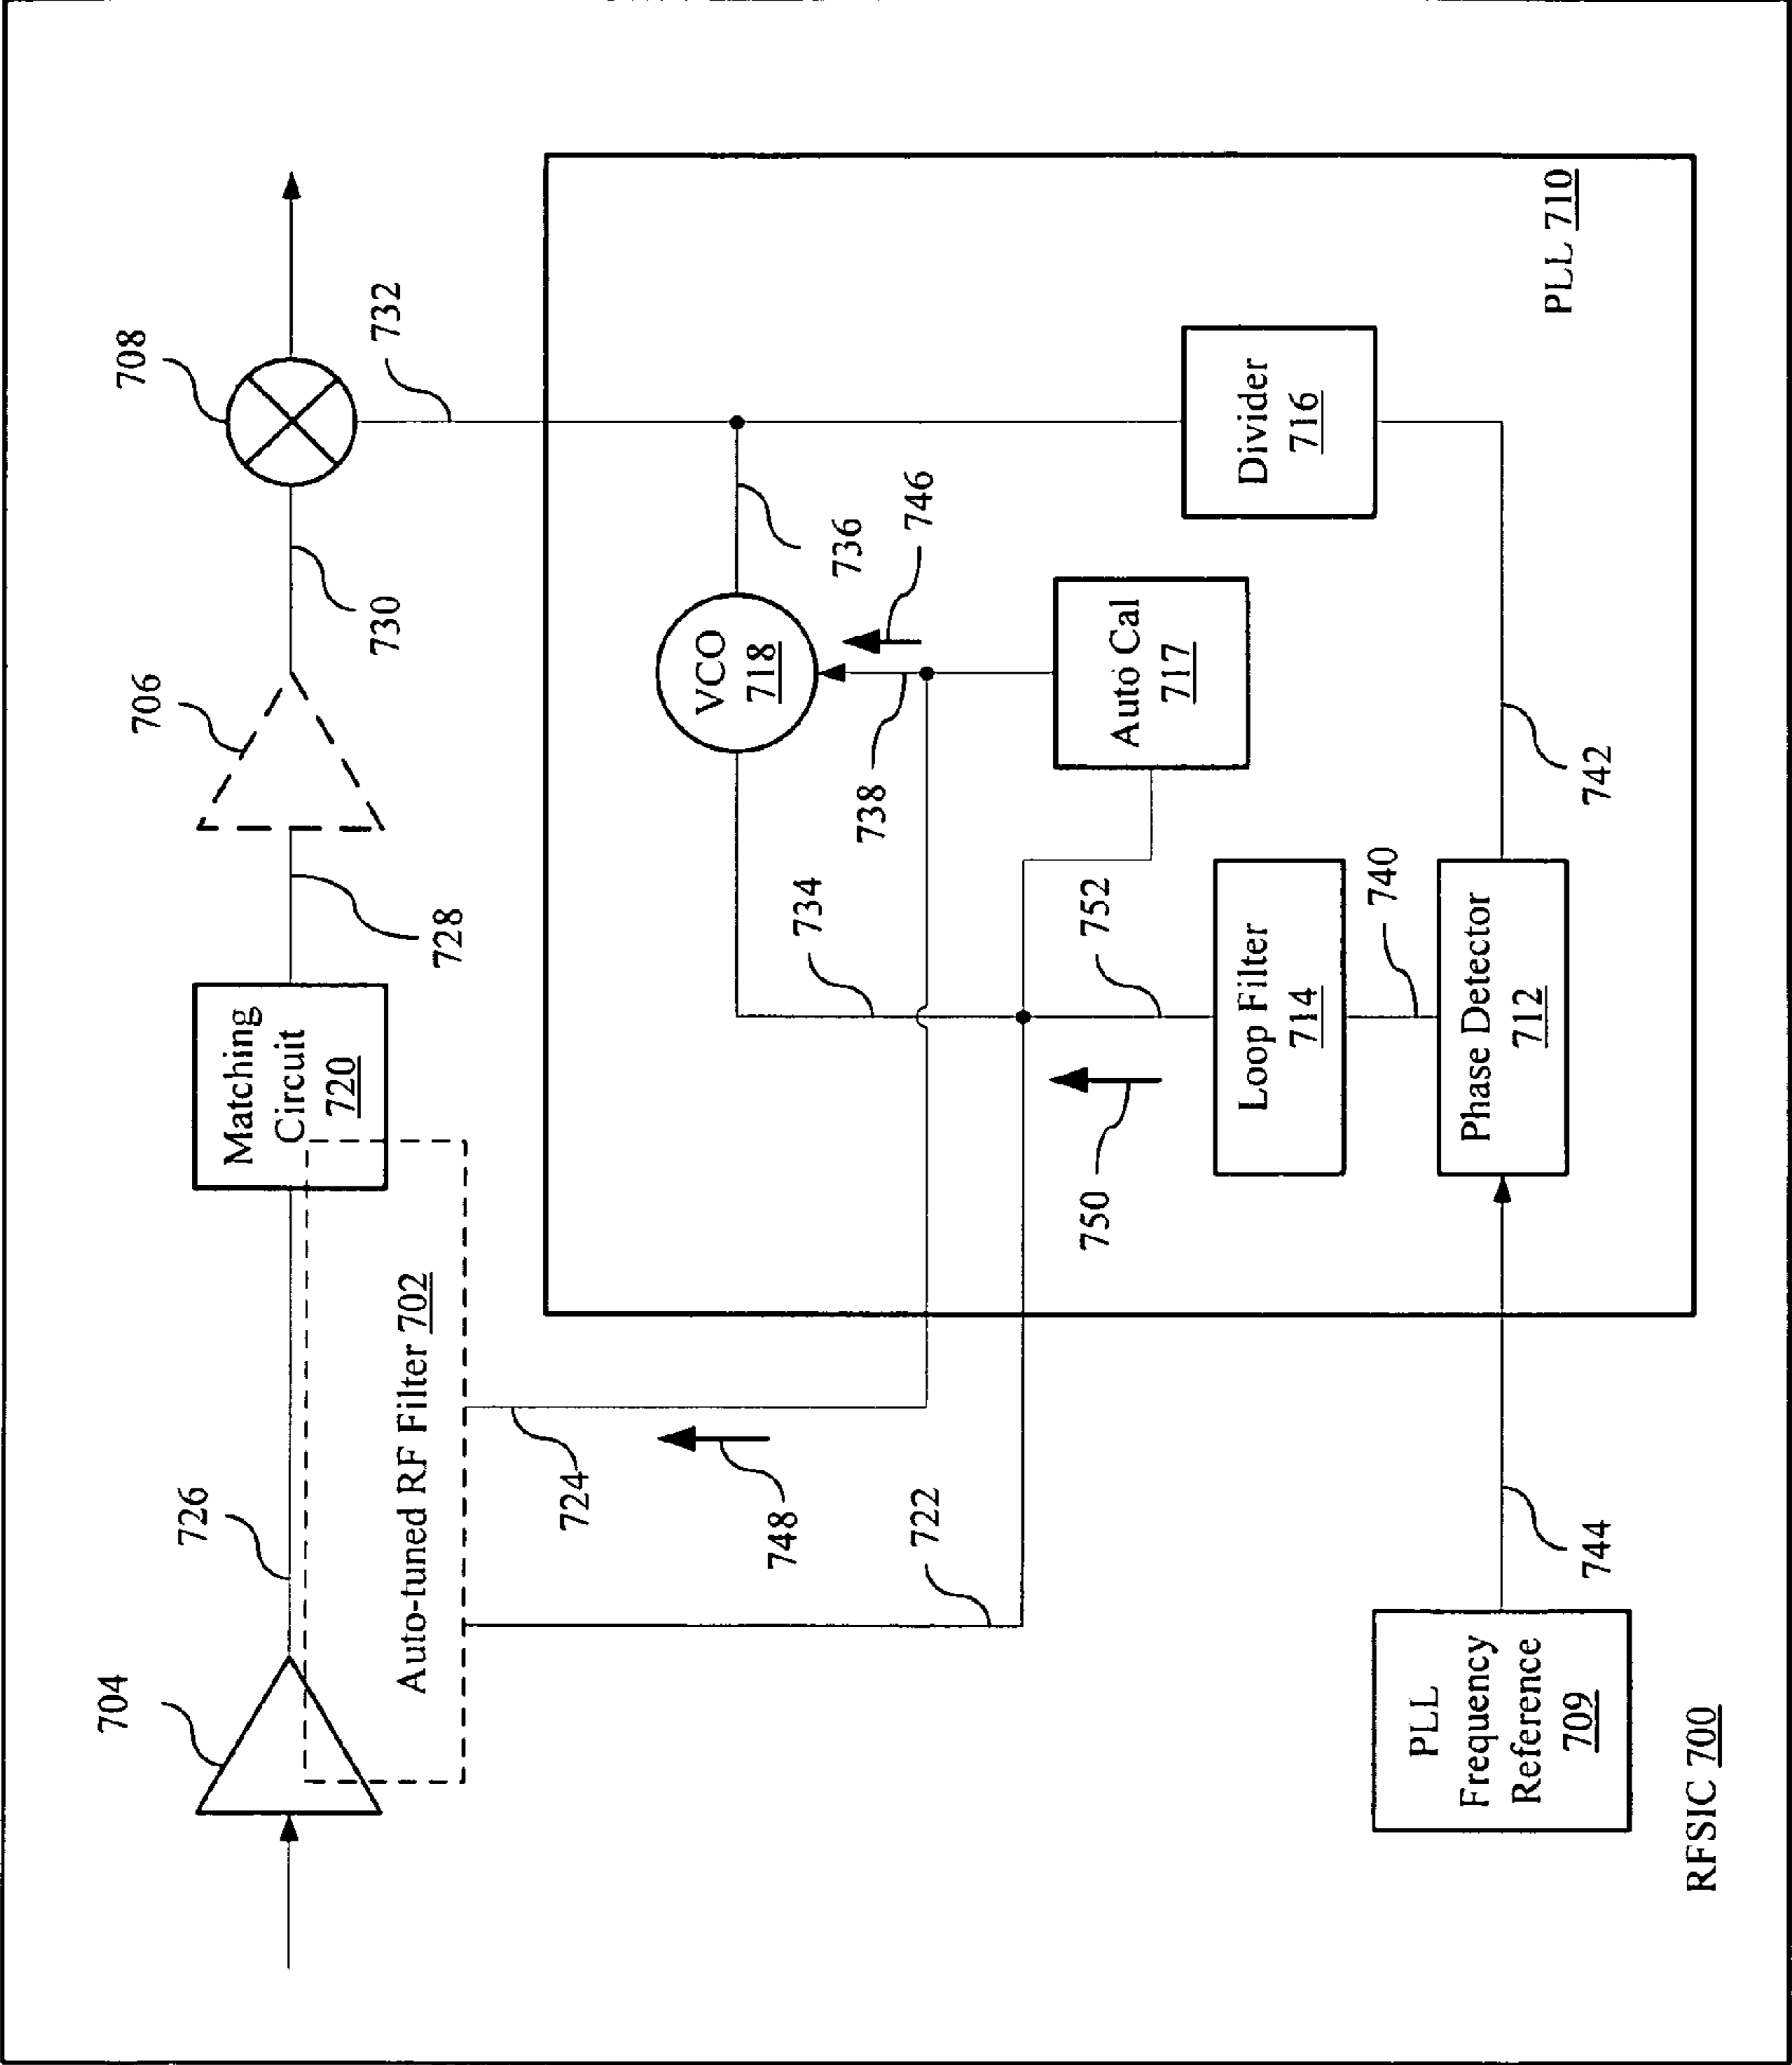 704
726
Matching
Circuit
720
728
706
730
708
732
Auto-tuned RF Filter 702
724
748
722
734
VCO
718
736
746
738
Auto Cal
717
Divider
716
750
752
Loop Filter
714
740
Phase Detector
712
742
PLL 710
PLL
Frequency
Reference
709
744
RFSIC 700